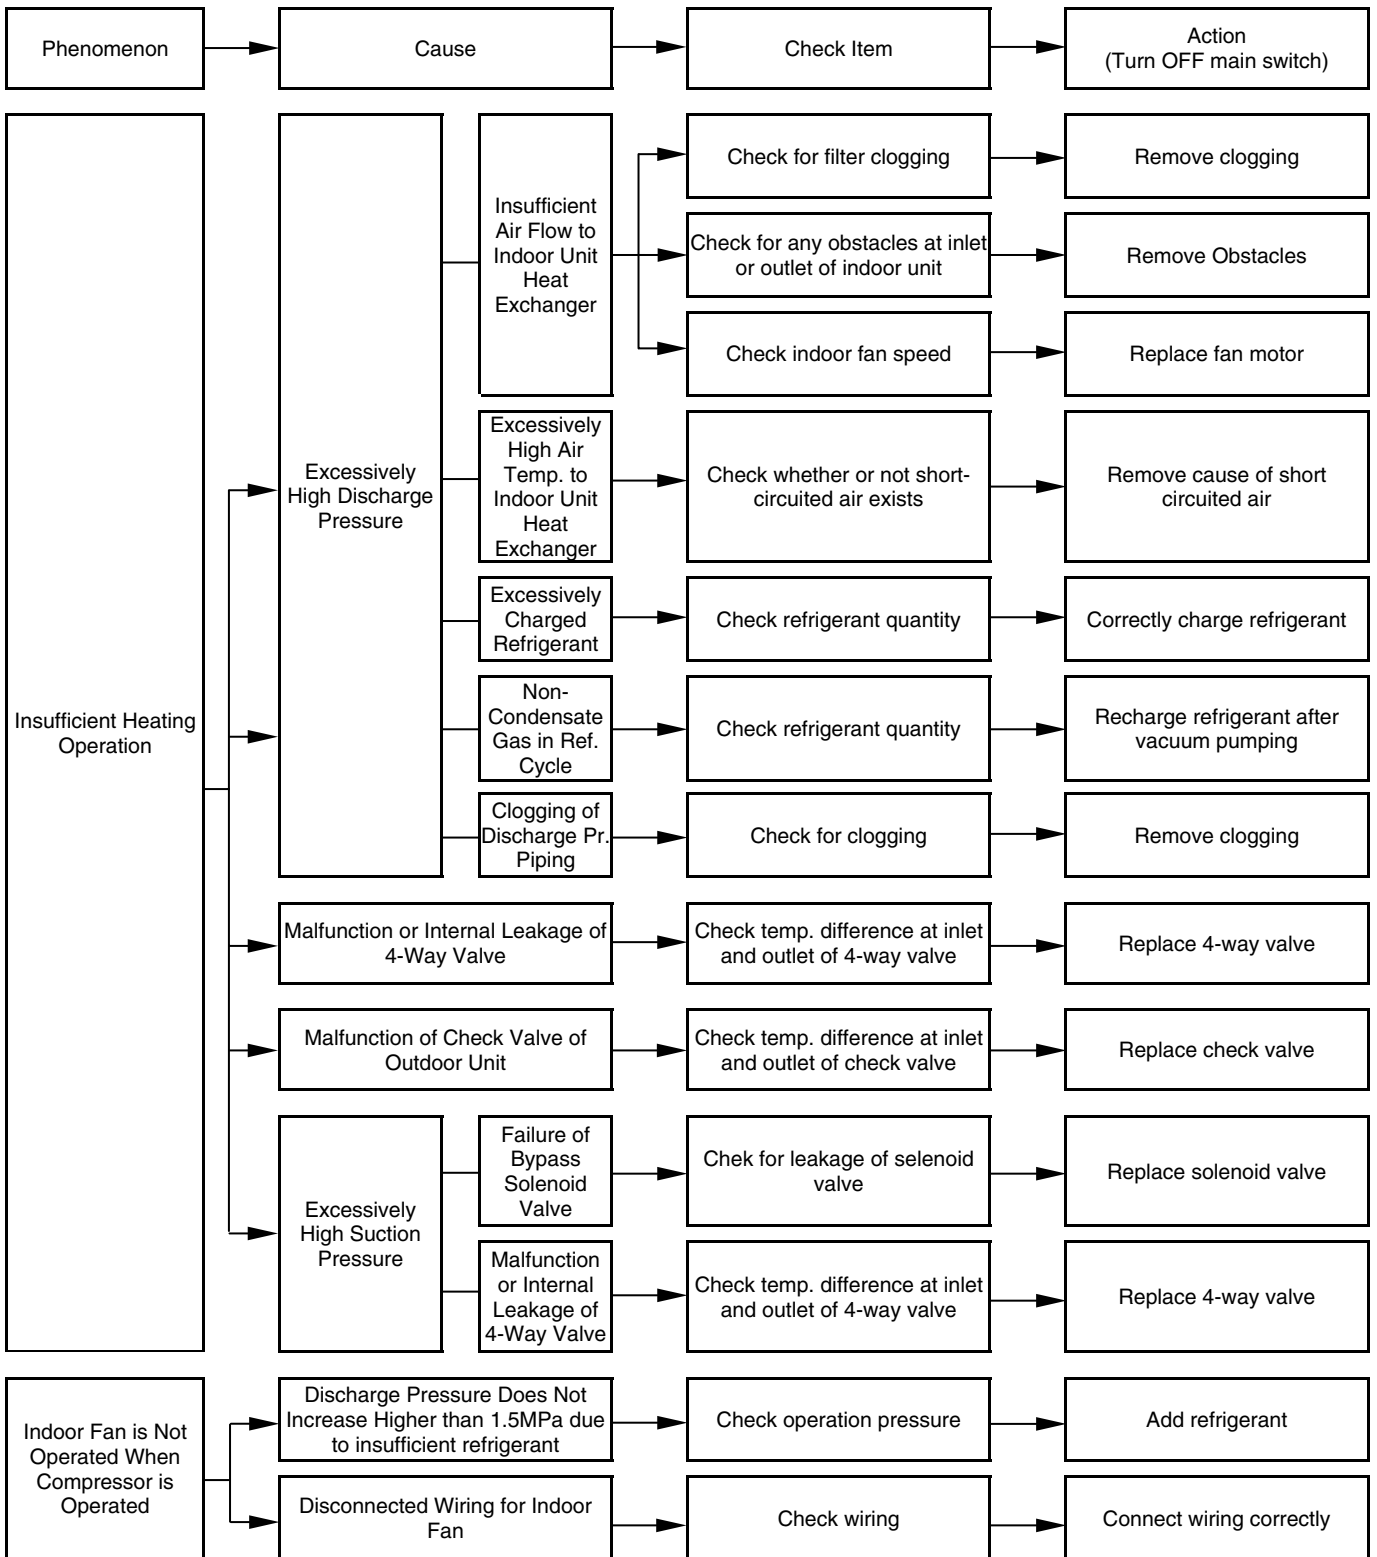 Phenomenon
Cause
Check Item
Action
(Turn OFF main switch)
Insufficient Heating
Operation
Excessively
High Discharge
Pressure
Insufficient
Air Flow to
Indoor Unit
Heat
Exchanger
Check for filter clogging
Remove clogging
Check for any obstacles at inlet
or outlet of indoor unit
Remove Obstacles
Check indoor fan speed
Replace fan motor
Excessively
High Air
Temp. to
Indoor Unit
Heat
Exchanger
Check whether or not short-
circuited air exists
Remove cause of short
circuited air
Excessively
Charged
Refrigerant
Check refrigerant quantity
Correctly charge refrigerant
Non-
Condensate
Gas in Ref.
Cycle
Check refrigerant quantity
Recharge refrigerant after
vacuum pumping
Clogging of
Discharge Pr.
Piping
Check for clogging
Remove clogging
Malfunction or Internal Leakage of
4-Way Valve
Check temp. difference at inlet
and outlet of 4-way valve
Replace 4-way valve
Malfunction of Check Valve of
Outdoor Unit
Check temp. difference at inlet
and outlet of check valve
Replace check valve
Excessively
High Suction
Pressure
Failure of
Bypass
Solenoid
Valve
Chek for leakage of selenoid
valve
Replace solenoid valve
Malfunction
or Internal
Leakage of
4-Way Valve
Check temp. difference at inlet
and outlet of 4-way valve
Replace 4-way valve
Indoor Fan is Not
Operated When
Compressor is
Operated
Discharge Pressure Does Not
Increase Higher than 1.5MPa due
to insufficient refrigerant
Check operation pressure
Add refrigerant
Disconnected Wiring for Indoor
Fan
Check wiring
Connect wiring correctly